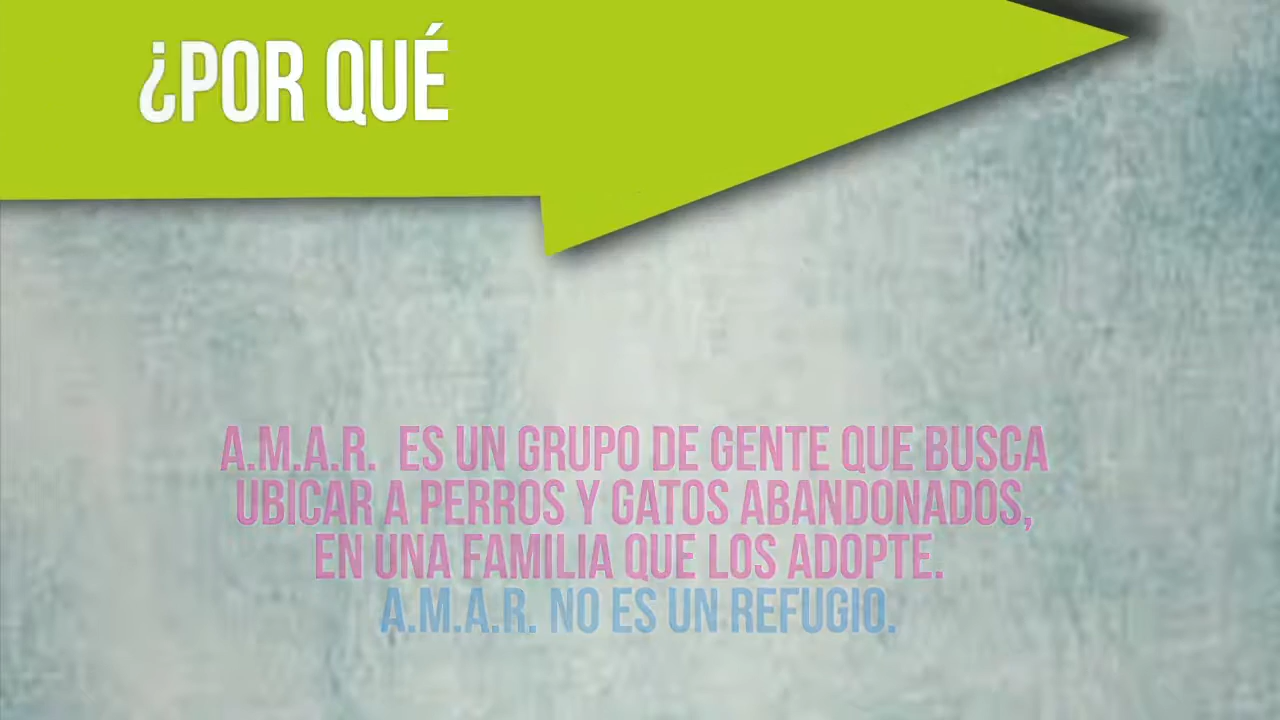 ¿POR QUÉ
A.M.A.R. ES UN GRUPO DE GENTE QUE BUSCA
UBICAR A PERROS Y GATOS ABANDONADOS,
EN UNA FAMILIA QUE LOS ADOPTE.
A.M.A.R. NO ES UN REFUGIO.